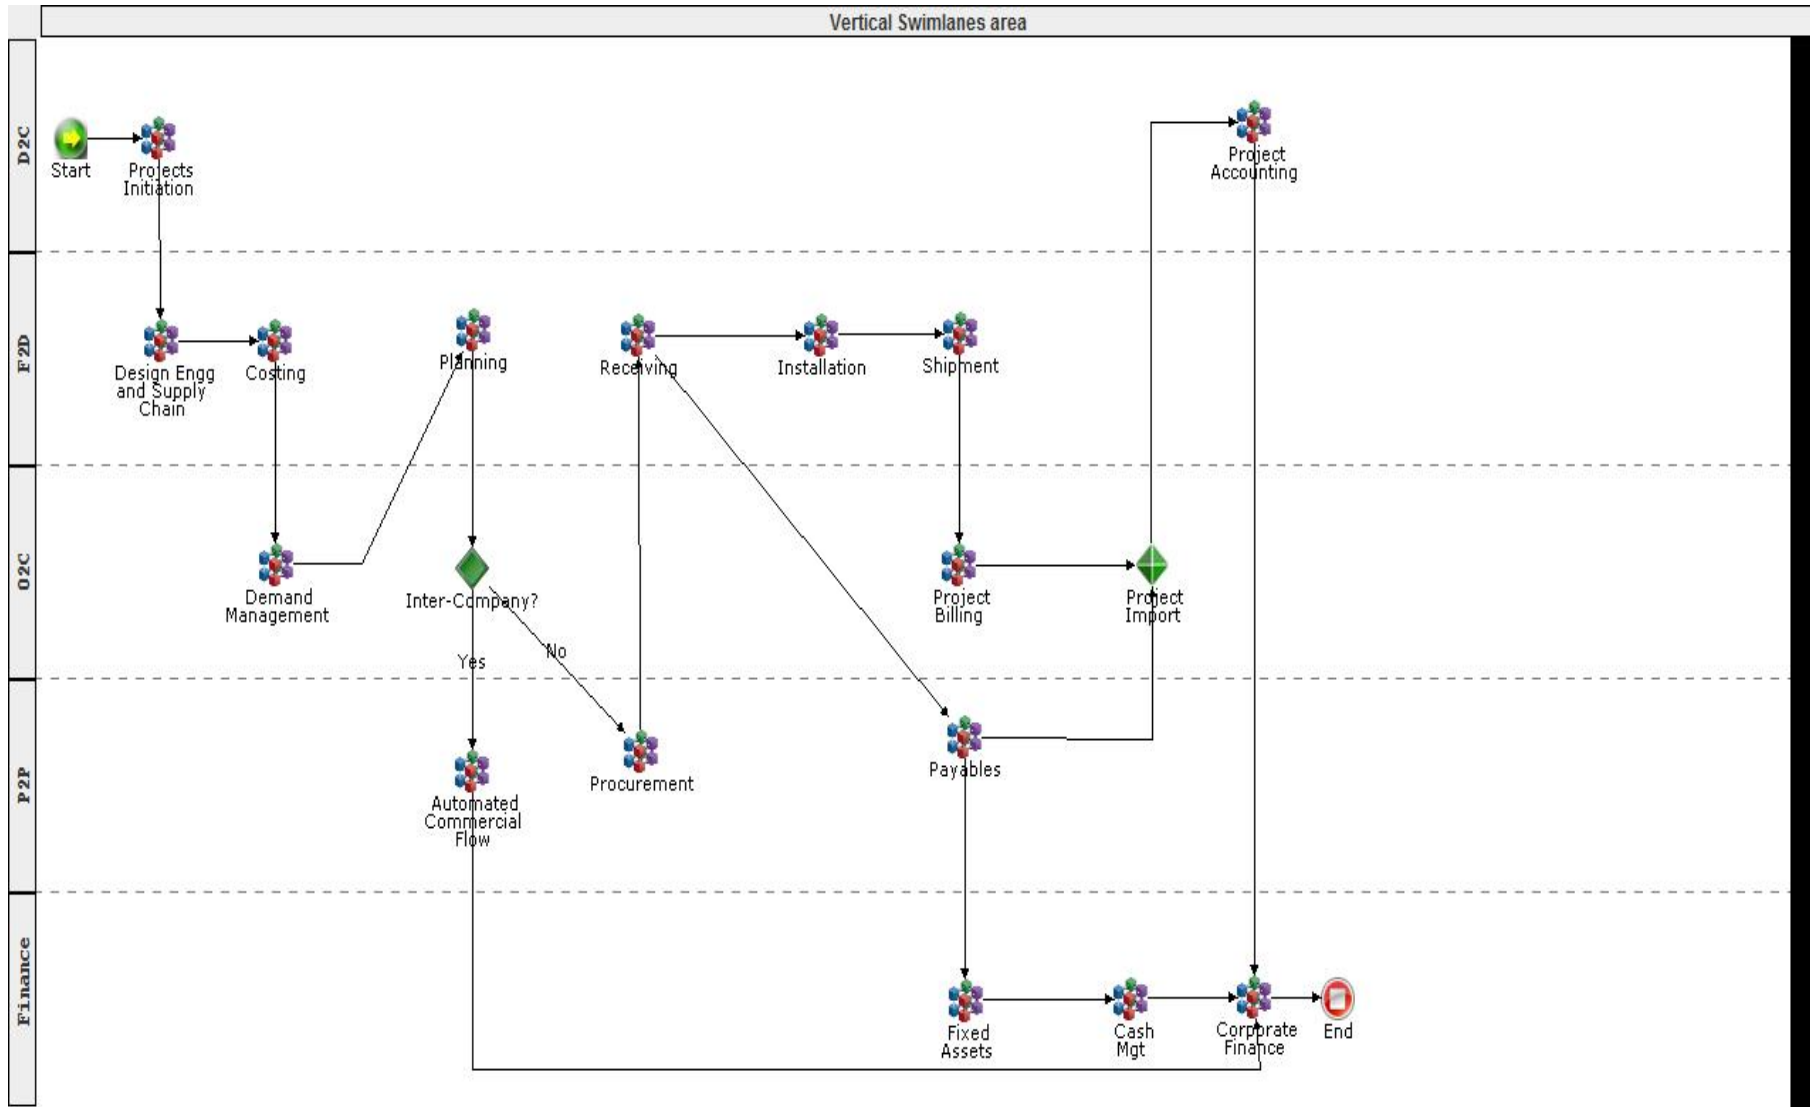 Vertical Swimlanes area
D2C
Start
Projects
Initiation
Project
Accounting
F2D
Design Engg
and Supply
Chain
Costing
Planning
Receiving
Installation
Shipment
O2C
Demand
Management
Inter-Company?
Yes
No
Project
Billing
Project
Import
P2P
Automated
Commercial
Flow
Procurement
Payables
Finance
Fixed
Assets
Cash
Mgt
Corporate
Finance
End